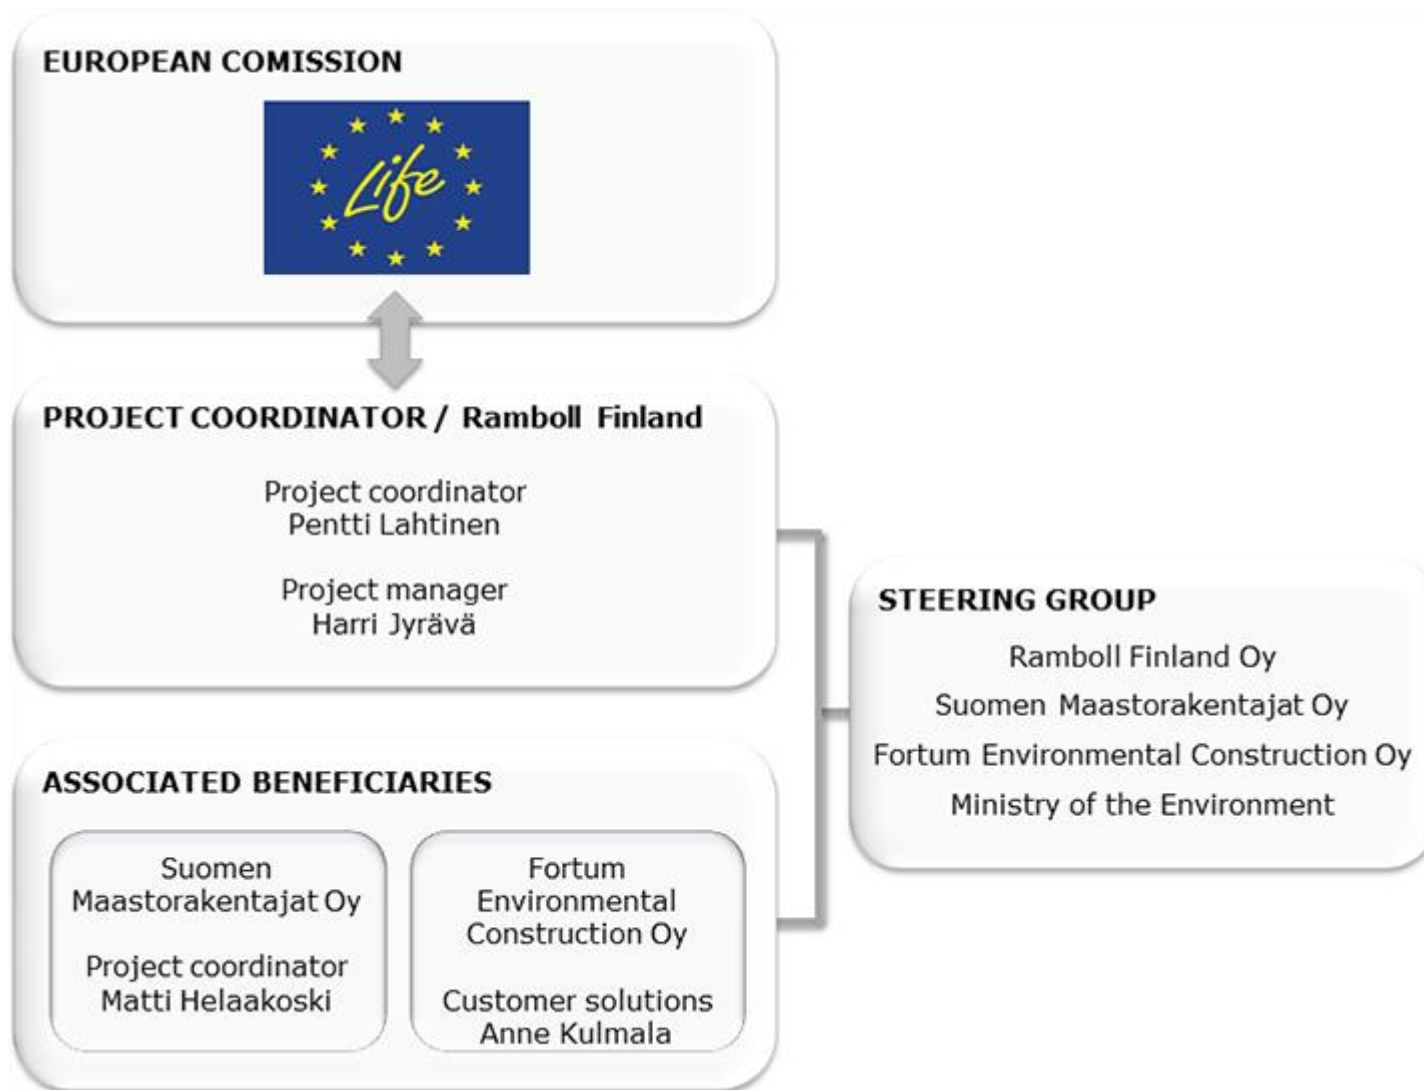 EUROPEAN COMISSION
Life
PROJECT COORDINATOR / Ramboll Finland
Project coordinator
Pentti Lahtinen
Project manager
Harri Jyrävä
STEERING GROUP
Ramboll Finland Oy
Suomen Maastorakentajat Oy
Fortum Environmental Construction Oy
Ministry of the Environment
ASSOCIATED BENEFICIARIES
Suomen
Maastorakentajat Oy
Project coordinator
Matti Helaakoski
Fortum
Environmental
Construction Oy
Customer solutions
Anne Kulmala